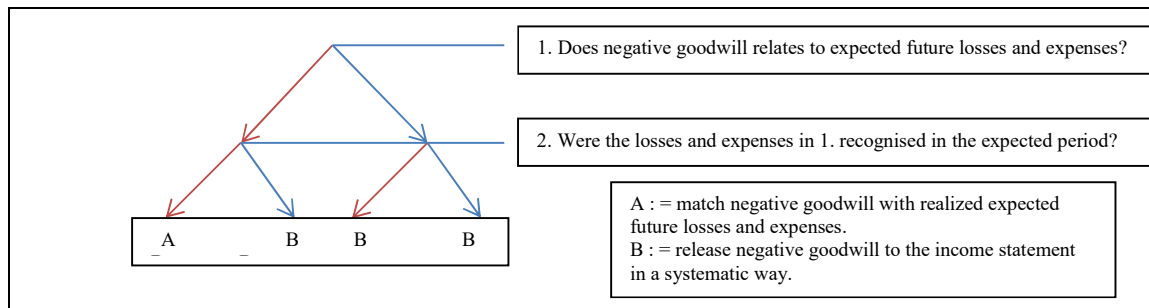 1. Does negative goodwill relates to expected future losses and expenses?
2. Were the losses and expenses in 1. recognised in the expected period?
A : = match negative goodwill with realized expected
future losses and expenses.
B : = release negative goodwill to the income statement
in a systematic way.
A B B B